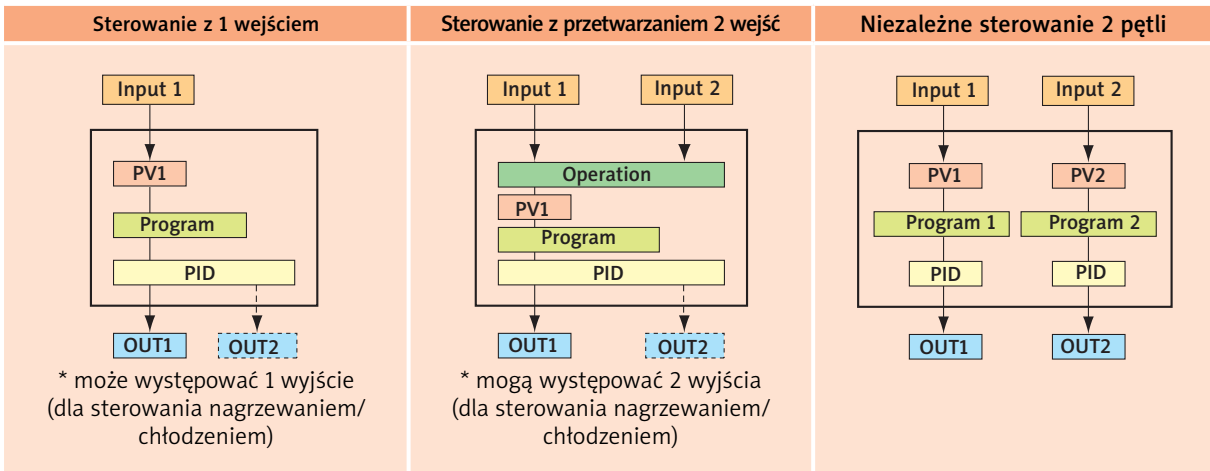 Sterowanie z 1 wejściem
Input 1
PV1
Program
PID
OUT1 OUT2
* może występować 1 wyjście
(dla sterowania nagrzewaniem/
chłodzeniem)
Sterowanie z przetwarzaniem 2 wejść
Input 1 Input 2
Operation
PV1
Program
PID
OUT1 OUT2
* mogą występować 2 wyjścia
(dla sterowania nagrzewaniem/
chłodzeniem)
Niezależne sterowanie 2 pętli
Input 1 Input 2
PV1 PV2
Program 1 Program 2
PID PID
OUT1 OUT2